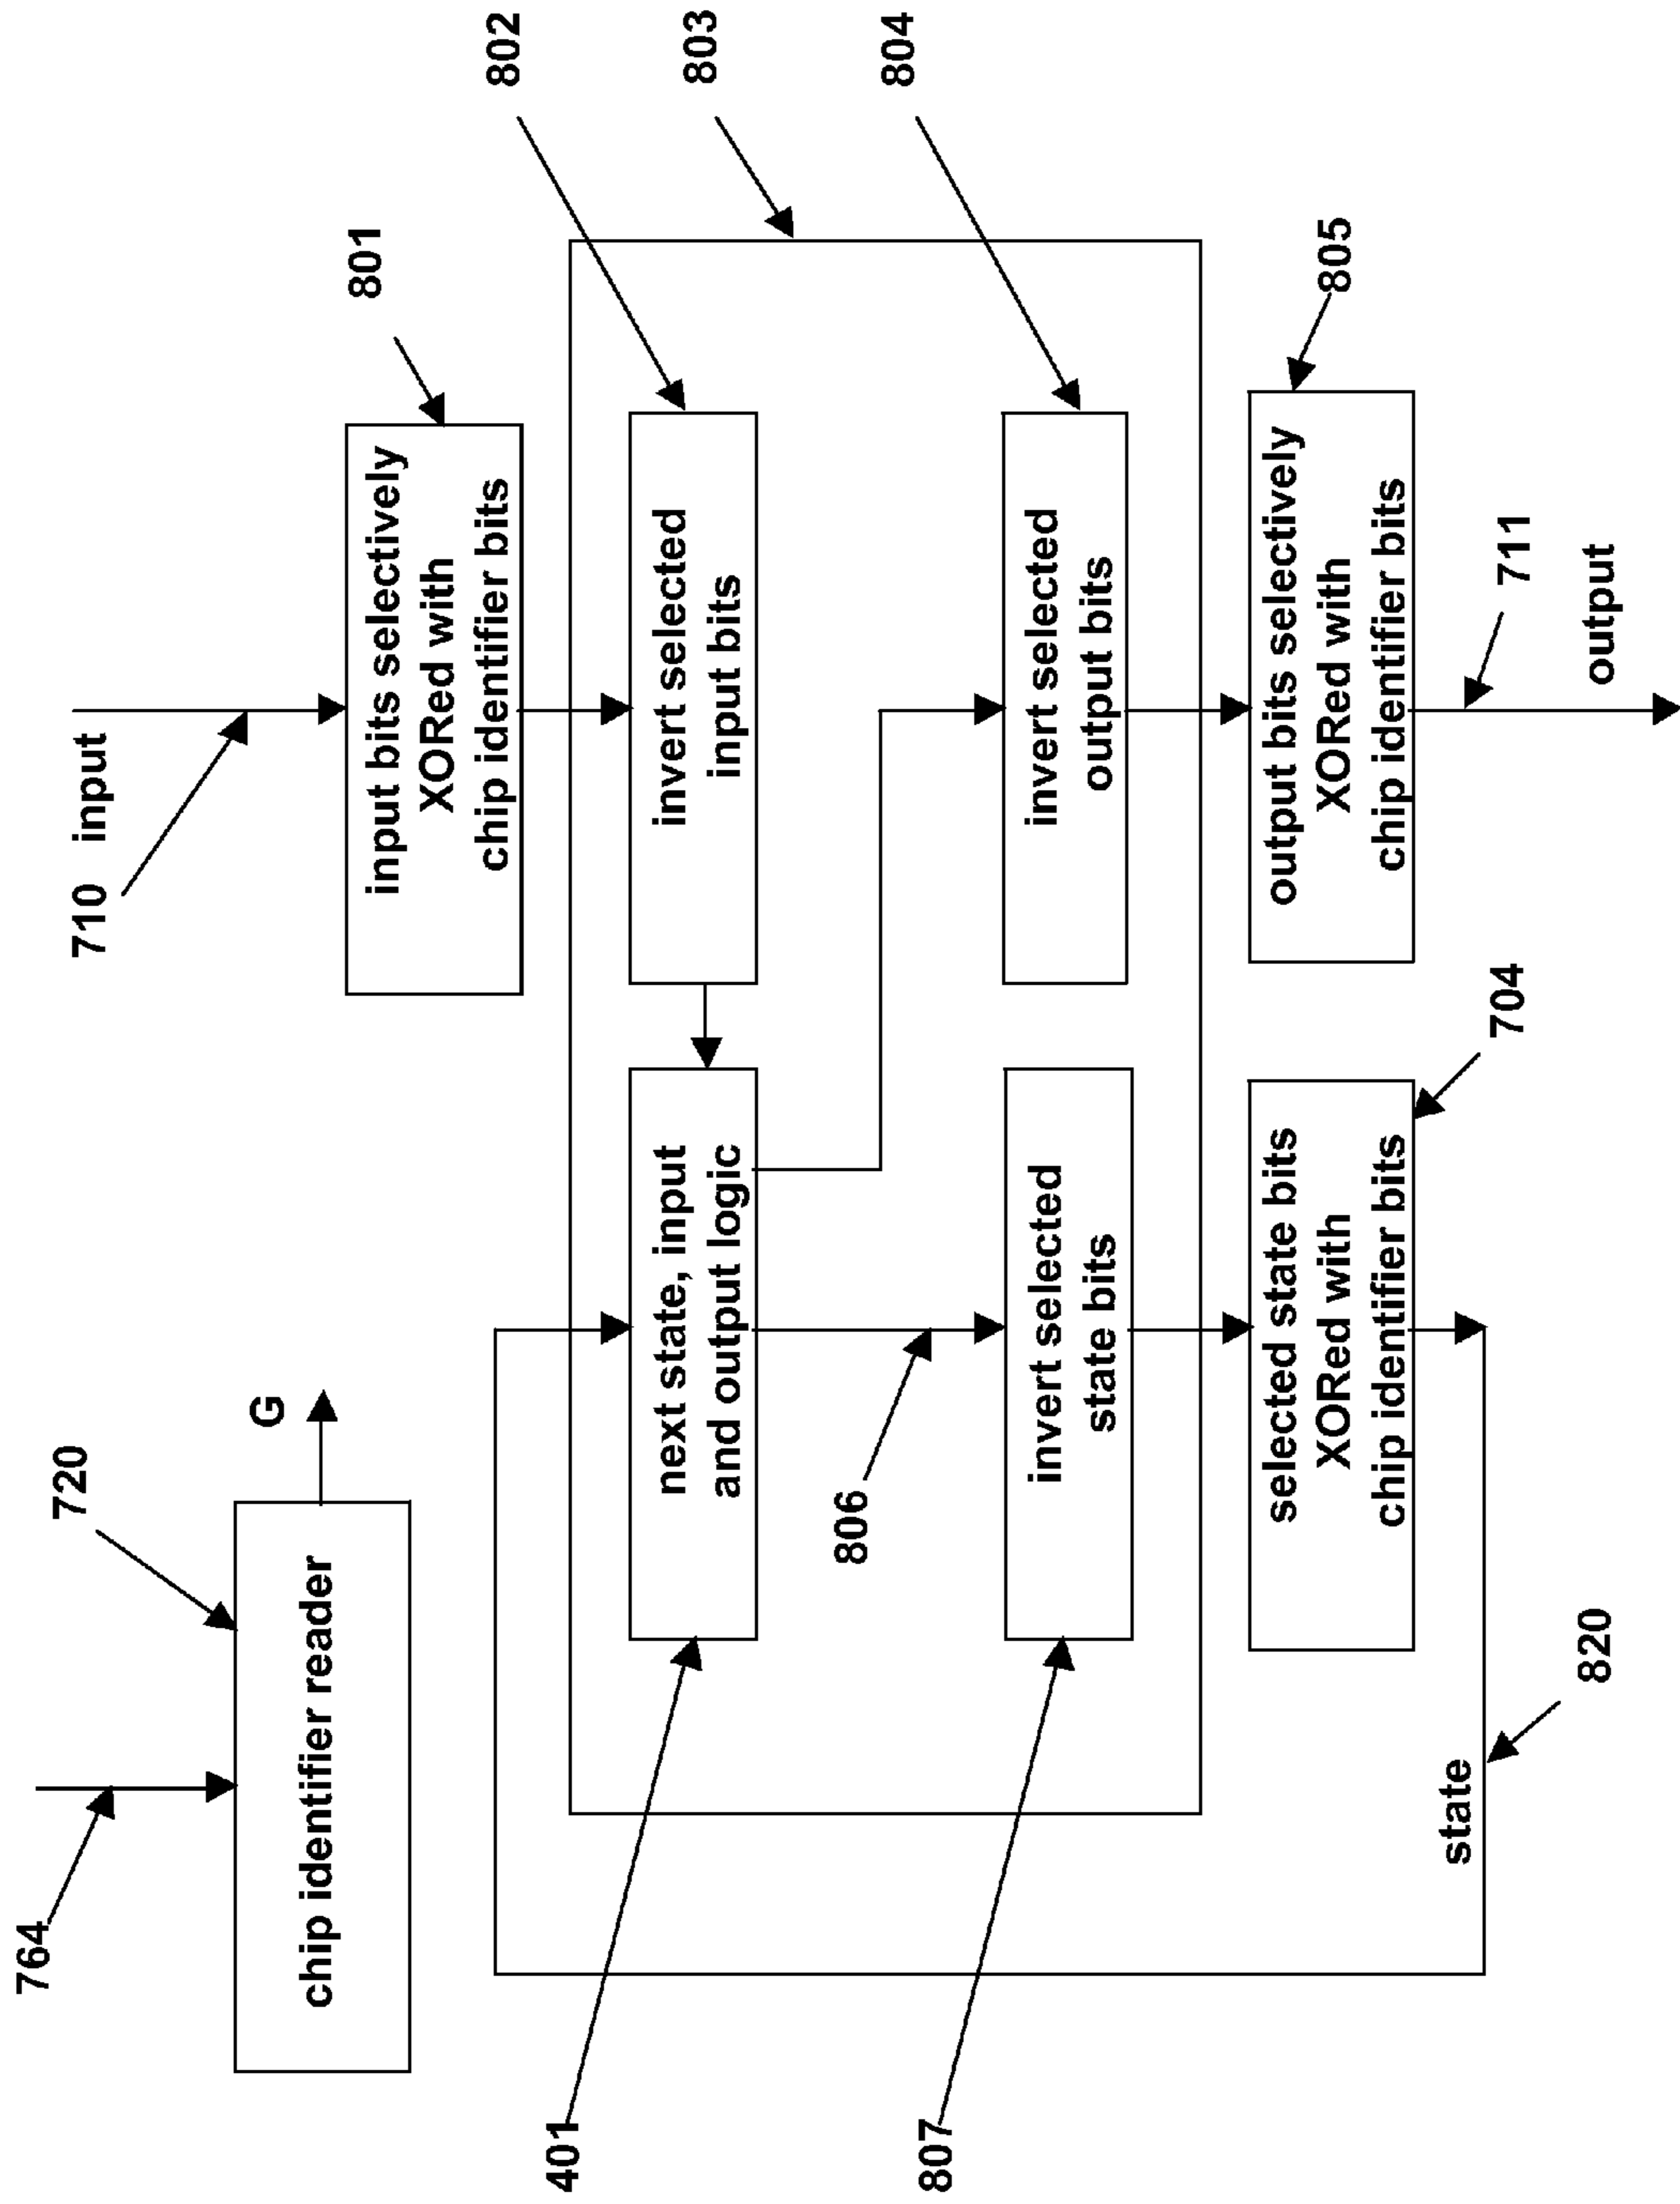 764
720
chip identifier reader
G
710 input
801
input bits selectively
XORed with
chip identifier bits
802
803
804
401
next state, input
and output logic
invert selected
input bits
806
807
invert selected
state bits
invert selected
output bits
selected state bits
XORed with
chip identifier bits
704
output bits selectively
XORed with
chip identifier bits
805
state
820
711
output